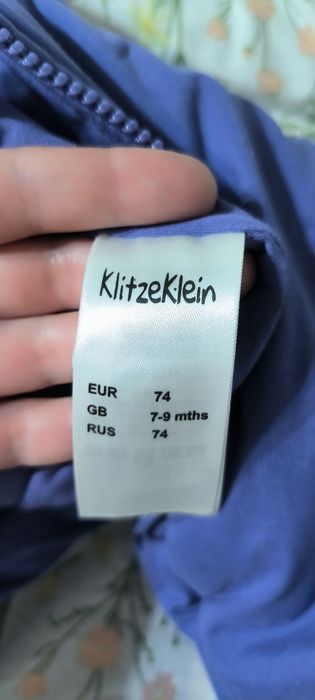 KlitzeKlein
EUR 74
GB 7-9 mths
RUS 74